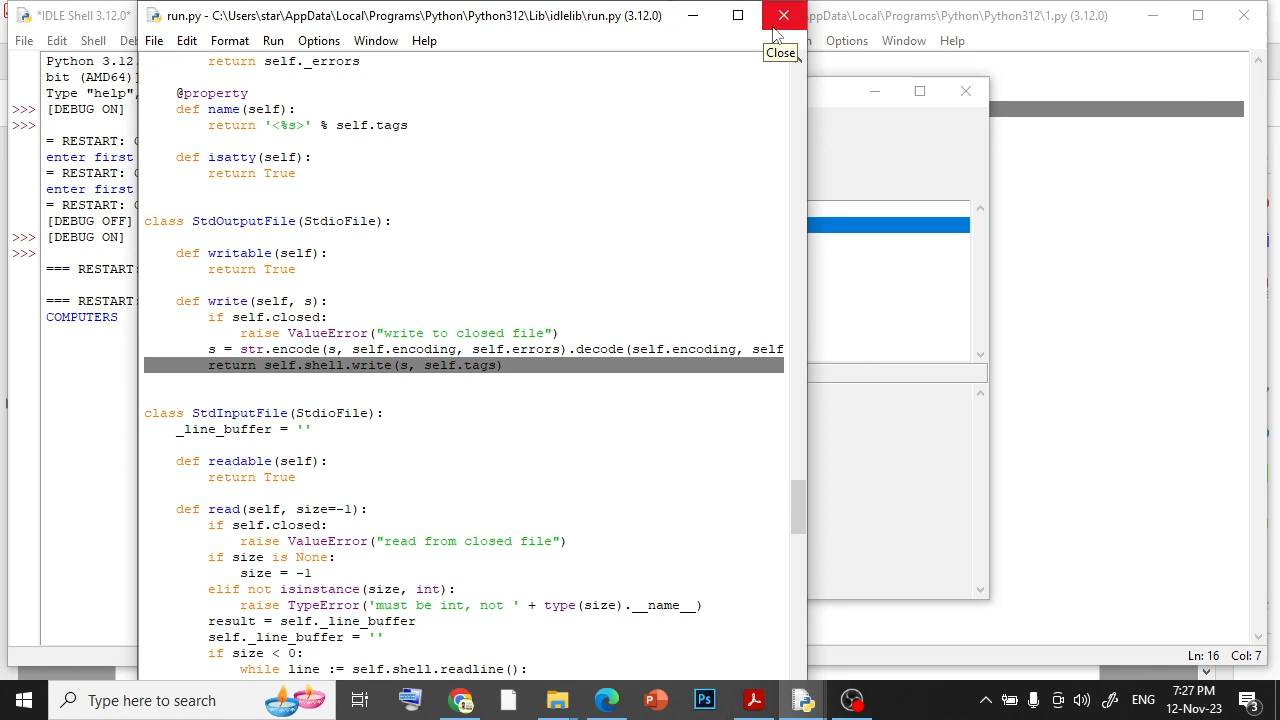 *IDLE Shell 3.12.0*
File Edit Shell Deb
Python 3.12.
bit (AMD64)]
Type "help",
>>> [DEBUG ON]
>>>
= RESTART: C
enter first
= RESTART: C
enter first
= RESTART: C
[DEBUG OFF]
>>> [DEBUG ON]
>>>
=== RESTART:
=== RESTART:
COMPUTERS
run.py - C:\Users\star\AppData\Local\Programs\Python\Python312\Lib\idlelib\run.py (3.12.0)
File Edit Format Run Options Window Help
Close
return self._errors
@property
def name(self):
return '<%s>' % self.tags
def isatty(self):
return True
class StdOutputFile(StdioFile):
def writable(self):
return True
def write(self, s):
if self.closed:
raise ValueError("write to closed file")
s = str.encode(s, self.encoding, self.errors).decode(self.encoding, self
return self.shell.write(s, self.tags)
class StdInputFile(StdioFile):
_line_buffer = ''
def readable(self):
return True
def read(self, size=-1):
if self.closed:
raise ValueError("read from closed file")
if size is None:
size = -1
elif not isinstance(size, int):
raise TypeError('must be int, not ' + type(size).__name__)
result = self._line_buffer
self._line_buffer = ''
if size < 0:
while line := self.shell.readline():
ppData\Local\Programs\Python\Python312\1.py (3.12.0)
Options Window Help
Ln: 16 Col: 7
Type here to search
Ps
ENG
7:27 PM
12-Nov-23
3